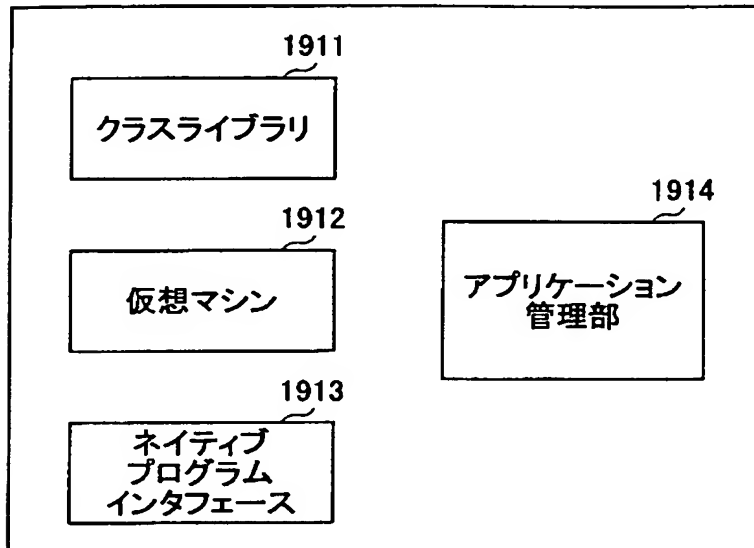 1911
クラスライブラリ
1912
仮想マシン
1913
ネイティブ
プログラム
インタフェース
1914
アプリケーション
管理部